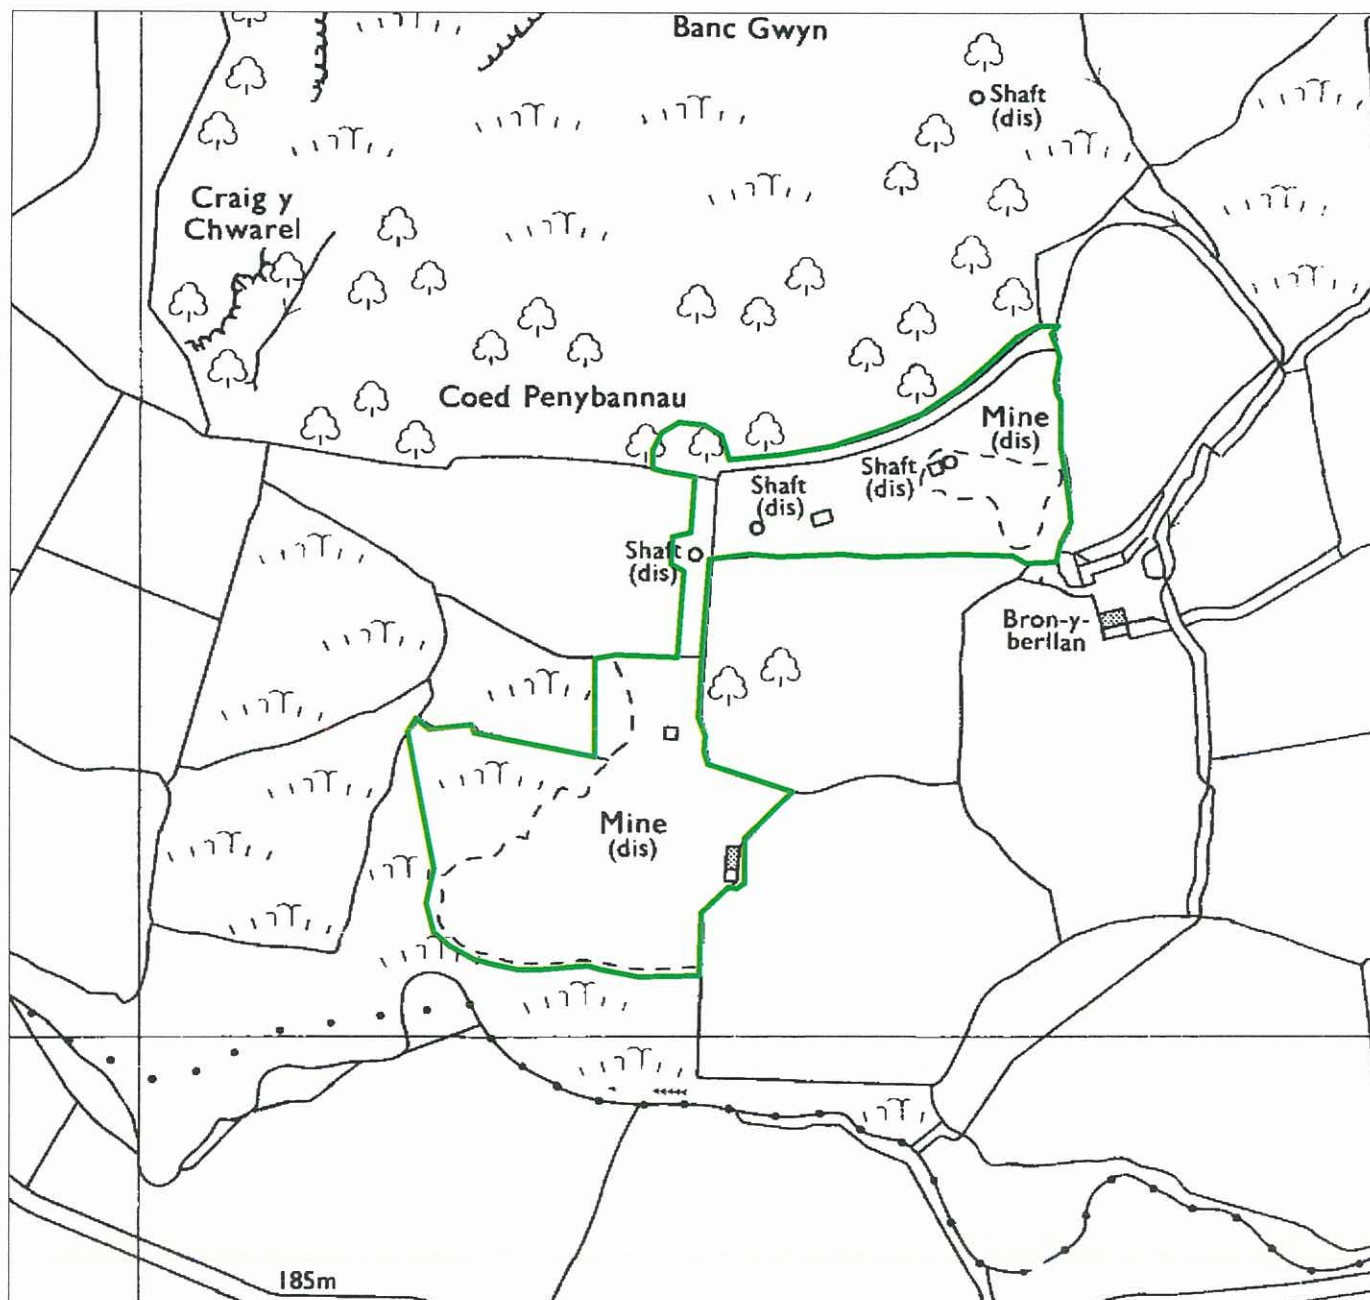 Banc Gwyn
Shaft
(dis)
Craig y
Chwarel
Coed Penybannau
Mine
(dis)
Shaft
(dis)
Shaft
(dis)
Shaft
(dis)
Bron-y-
berllan
Mine
(dis)
185m